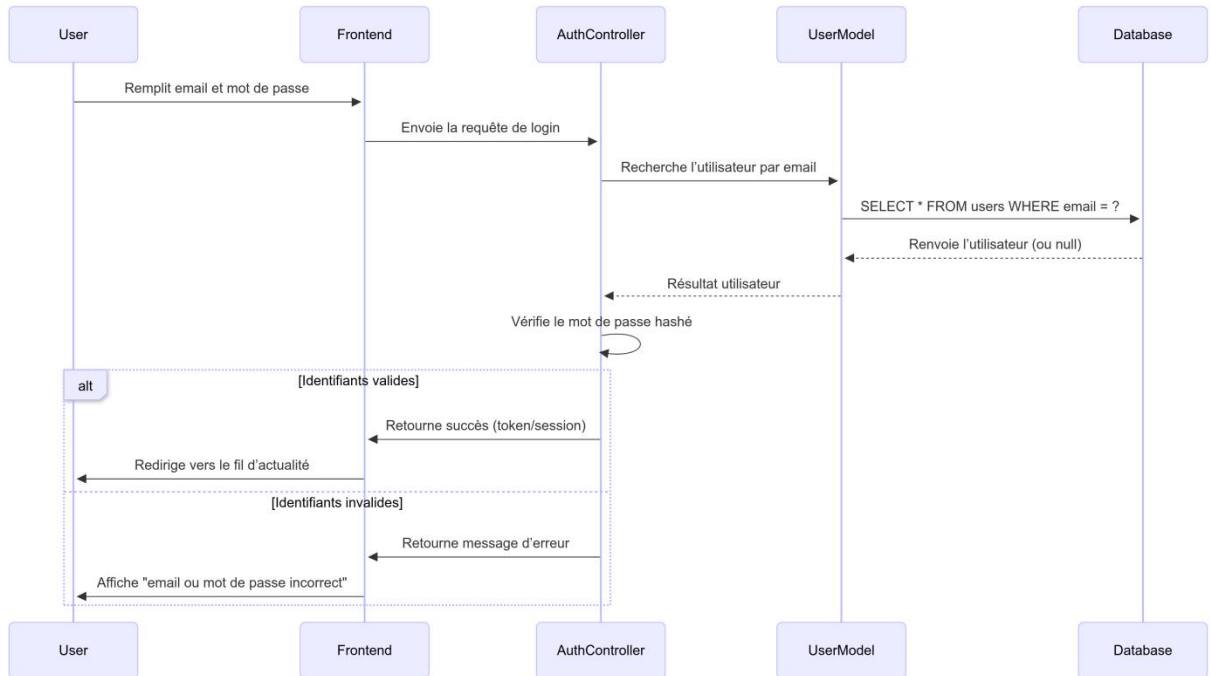 User
Frontend
AuthController
UserModel
Database
Remplit email et mot de passe
Envoie la requête de login
Recherche l’utilisateur par email
SELECT * FROM users WHERE email = ?
Renvoie l’utilisateur (ou null)
Résultat utilisateur
Vérifie le mot de passe hashé
alt
[Identifiants valides]
Retourne succès (token/session)
Redirige vers le fil d’actualité
[Identifiants invalides]
Retourne message d’erreur
Affiche "email ou mot de passe incorrect"
User
Frontend
AuthController
UserModel
Database